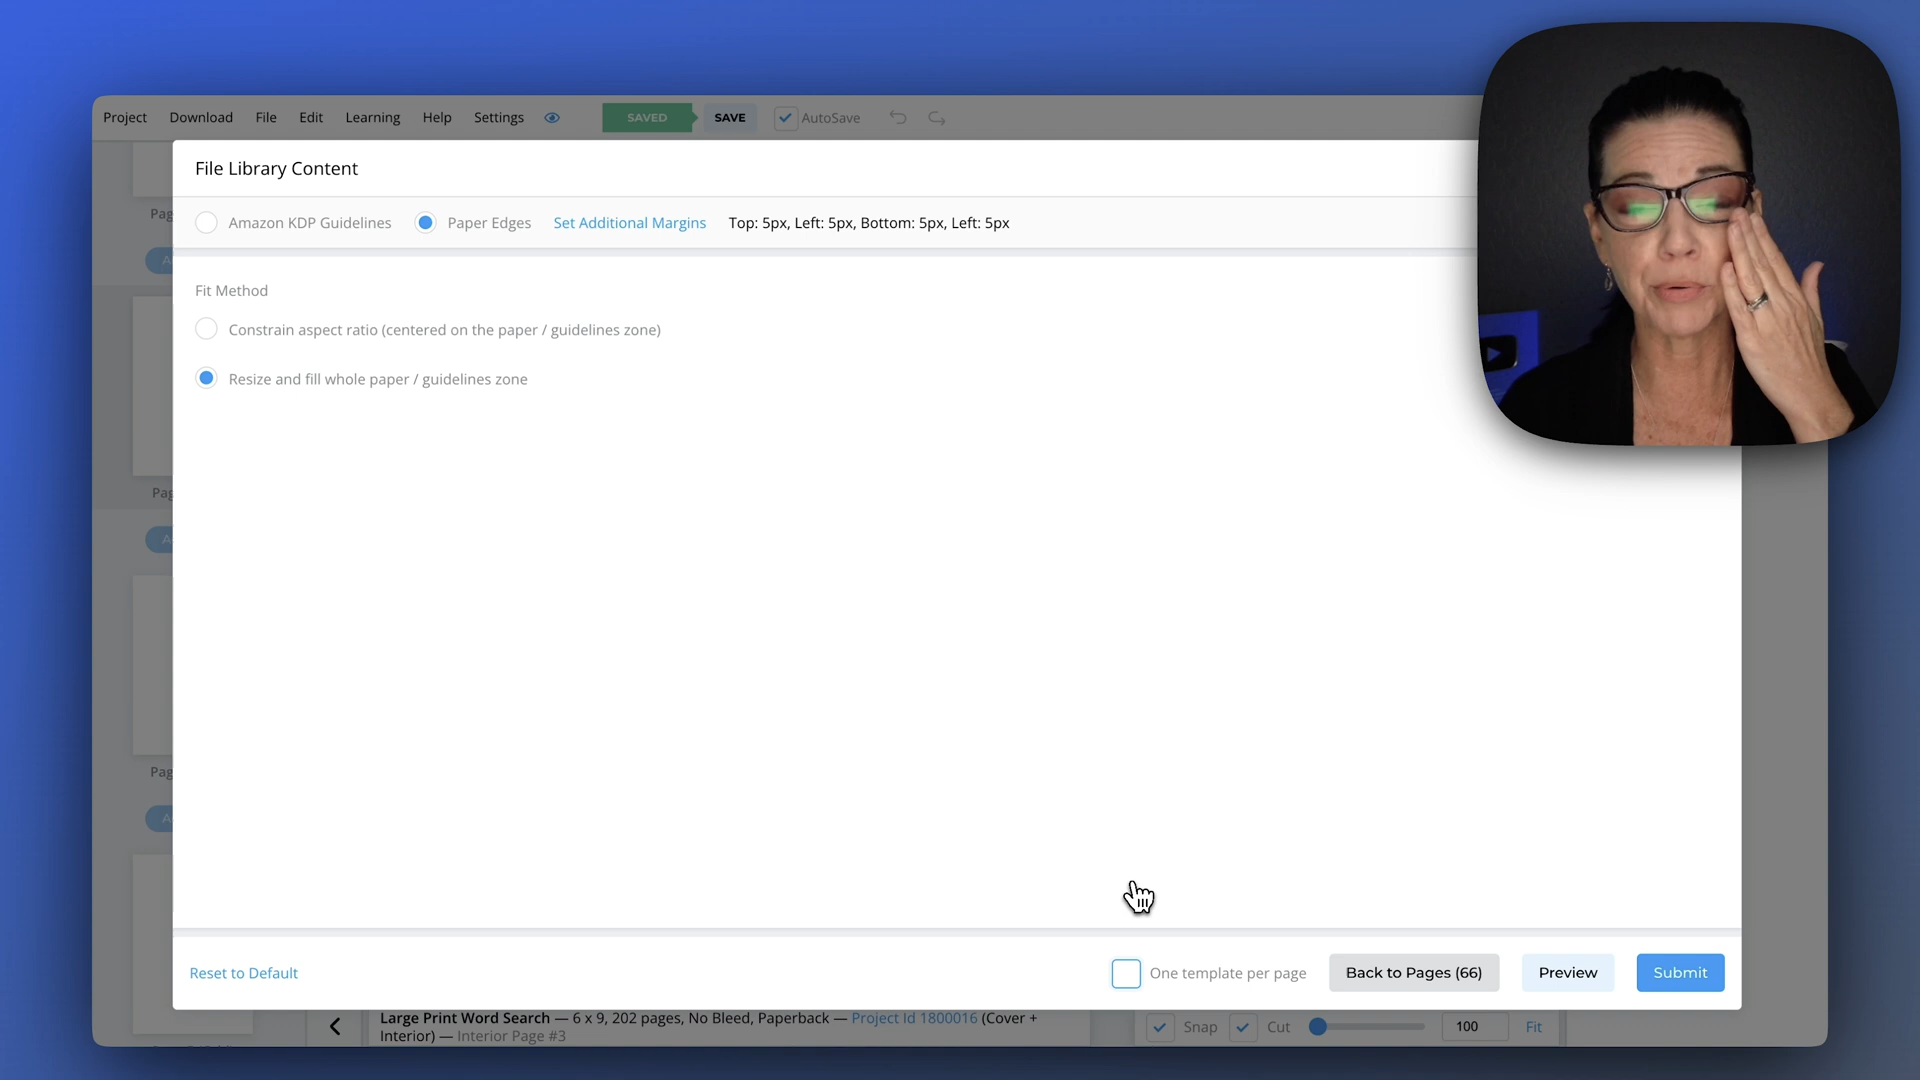 Project Download File Edit Learning Help Settings SAVED SAVE AutoSave
File Library Content
Amazon KDP Guidelines Paper Edges Set Additional Margins Top: 5px, Left: 5px, Bottom: 5px, Left: 5px
Fit Method
Constrain aspect ratio (centered on the paper / guidelines zone)
Resize and fill whole paper / guidelines zone
Reset to Default One template per page Back to Pages (66) Preview Submit
Large Print Word Search — 6 x 9, 202 pages, No Bleed, Paperback — Project Id 1800016 (Cover +
Interior) — Interior Page #3
Snap Cut 100 Fit